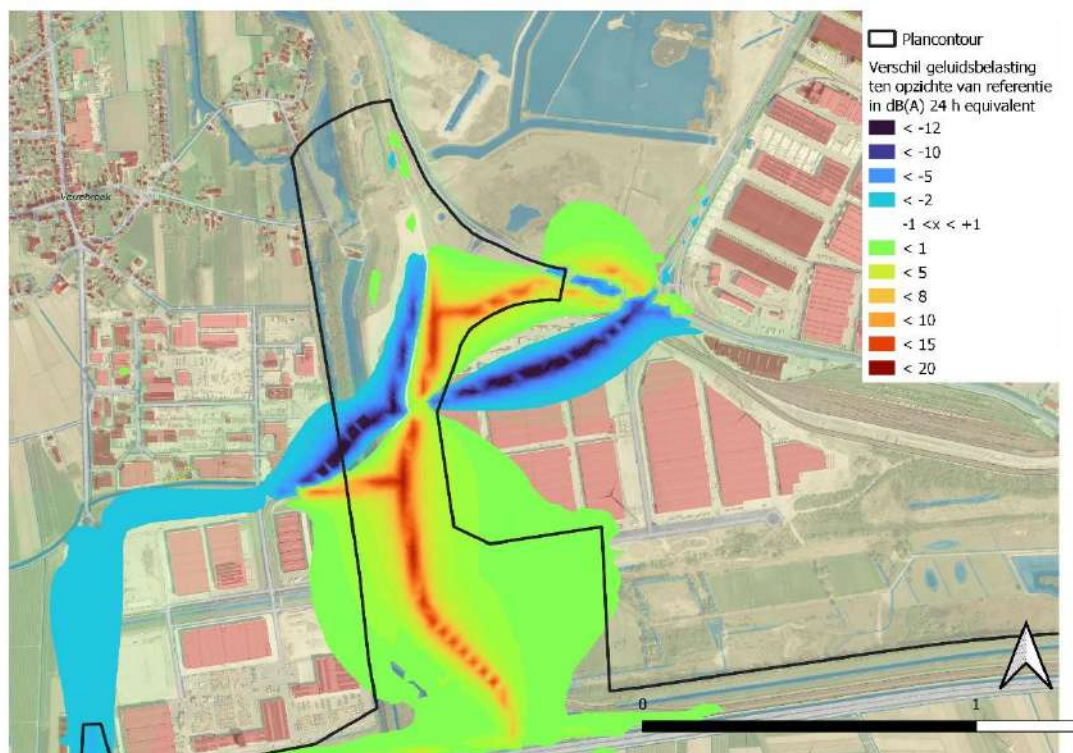 Plancontour
Verschil geluidsbelasting
ten opzichte van referentie
in dB(A) 24 h equivalent
< -12
< -10
< -5
< -2
-1 <x < +1
< 1
< 5
< 8
< 10
< 15
< 20
Verrebroek
0
1